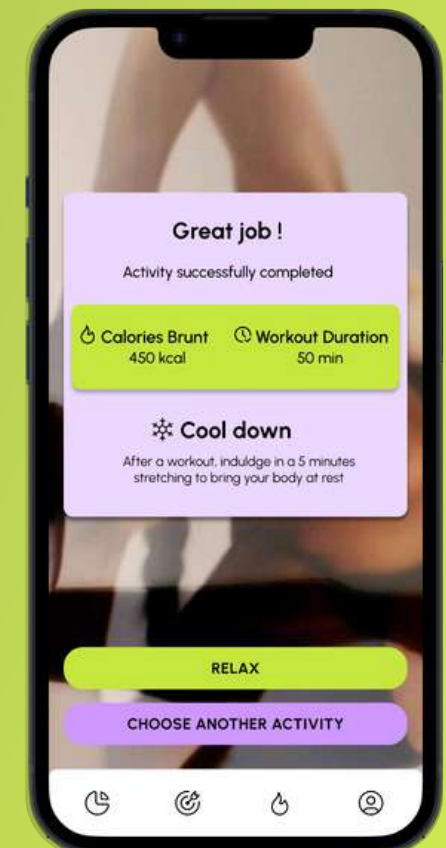 Great job !
Activity successfully completed
Calories Brunt
450 kcal
Workout Duration
50 min
Cool down
After a workout, induldge in a 5 minutes
stretching to bring your body at rest
RELAX
CHOOSE ANOTHER ACTIVITY